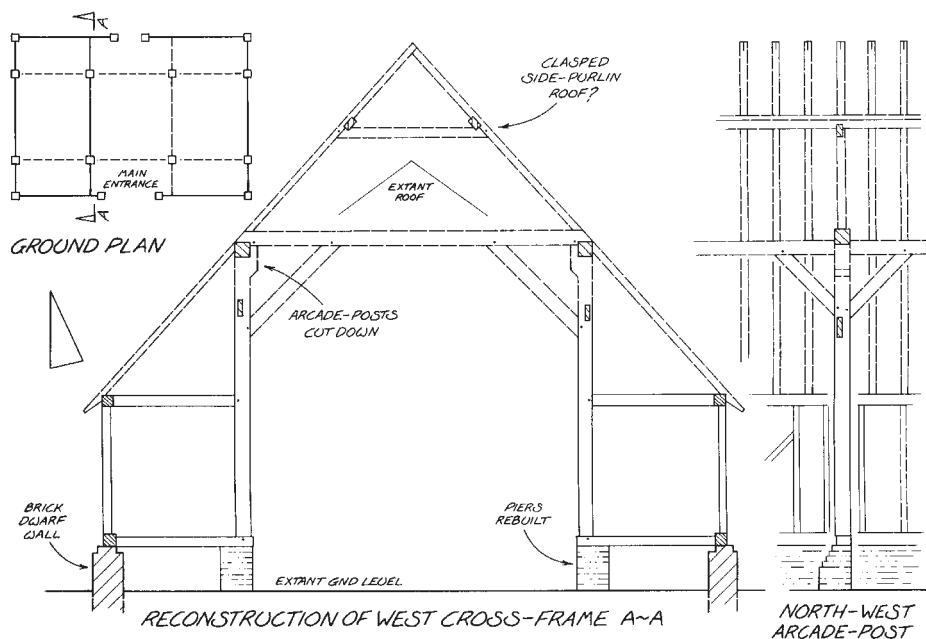 A
MAIN
ENTRANCE
A
GROUND PLAN
CLASPED
SIDE-PURLIN
ROOF?
EXTANT
ROOF
ARCADE-POSTS
CUT DOWN
BRICK
DWARF
WALL
PIERS
REBUILT
EXTANT GND LEVEL
RECONSTRUCTION OF WEST CROSS-FRAME A~A
NORTH-WEST
ARCADE-POST